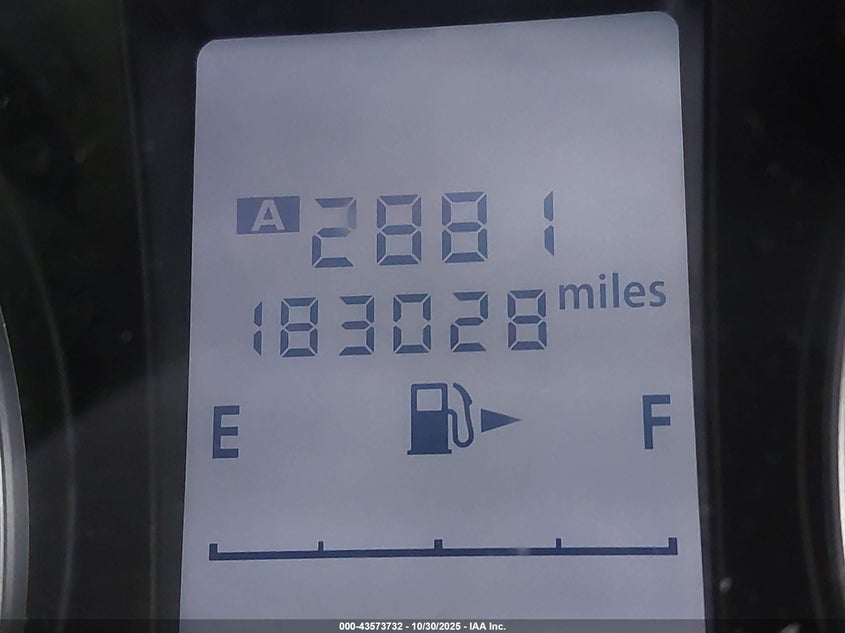 A 2881
183028 miles
E F
000-43573732 - 10/30/2025 - IAA Inc.